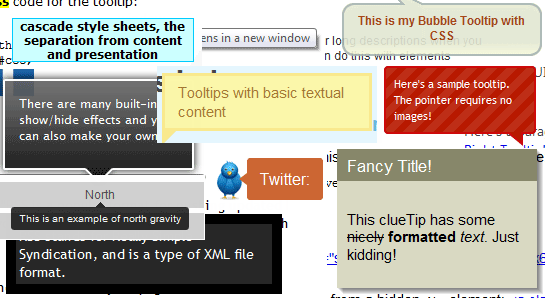 ss code for the tooltip:
cascade style sheets, the
separation from content
and presentation
ens in a new window
This is my Bubble Tooltip with
CSS
r long descriptions when you
n do this with elements
There are many built-in
show/hide effects and y
can also make your own
Tooltips with basic textual
content
Here's a sample tooltip.
The pointer requires no
images!
North
This is an example of north gravity
Twitter:
Fancy Title!
This clueTip has some
nicely formatted text. Just
kidding!
Syndication, and is a type of XML file
format.